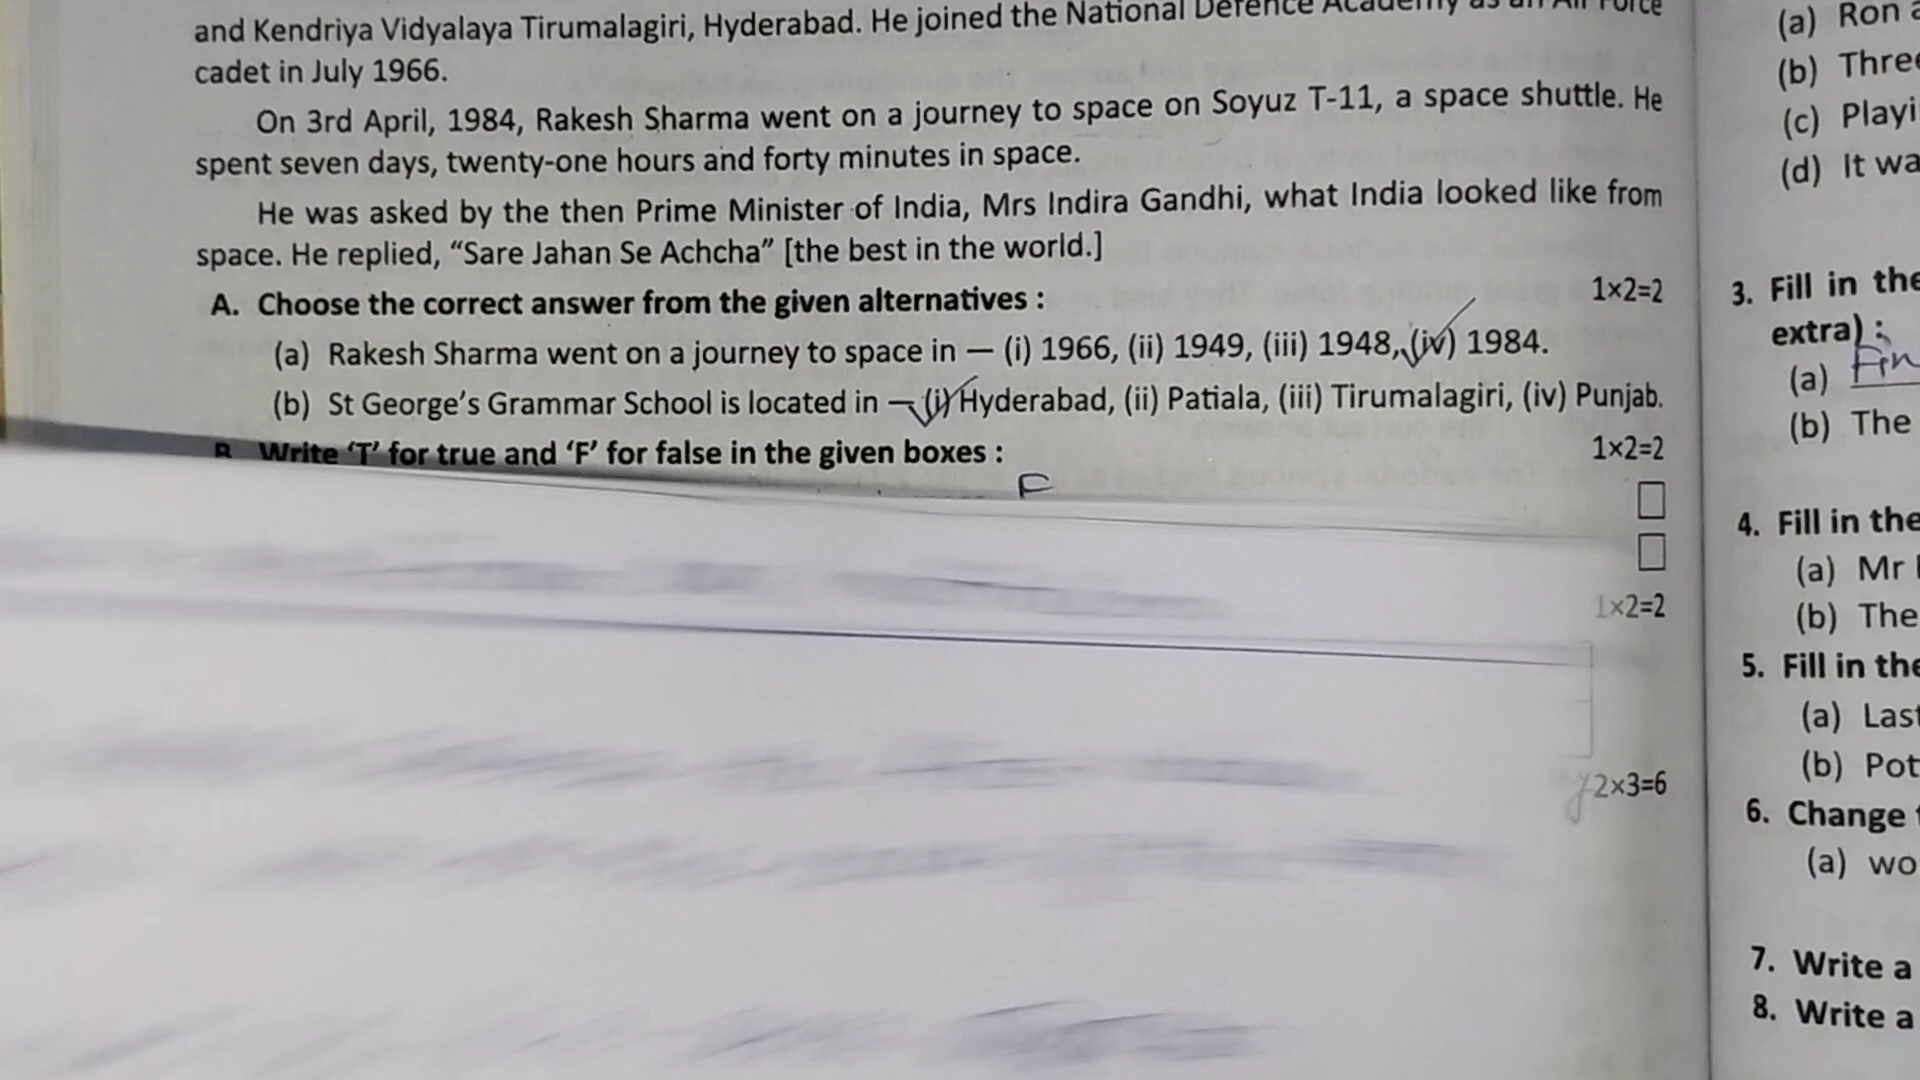 and Kendriya Vidyalaya Tirumalagiri, Hyderabad. He joined the National Defence Academy as an Air Force
cadet in July 1966.
On 3rd April, 1984, Rakesh Sharma went on a journey to space on Soyuz T-11, a space shuttle. He
spent seven days, twenty-one hours and forty minutes in space.
He was asked by the then Prime Minister of India, Mrs Indira Gandhi, what India looked like from
space. He replied, “Sare Jahan Se Achcha” [the best in the world.]
A. Choose the correct answer from the given alternatives : 1×2=2
(a) Rakesh Sharma went on a journey to space in — (i) 1966, (ii) 1949, (iii) 1948, (iv) 1984.
(b) St George’s Grammar School is located in — (i) Hyderabad, (ii) Patiala, (iii) Tirumalagiri, (iv) Punjab.
B Write ‘T’ for true and ‘F’ for false in the given boxes : 1×2=2
F
1×2=2
2×3=6
(a) Ron
(b) Three
(c) Playi
(d) It wa
3. Fill in the
extra) :
(a) Fin
(b) The
4. Fill in the
(a) Mr
(b) The
5. Fill in the
(a) Last
(b) Pot
6. Change
(a) wo
7. Write a
8. Write a